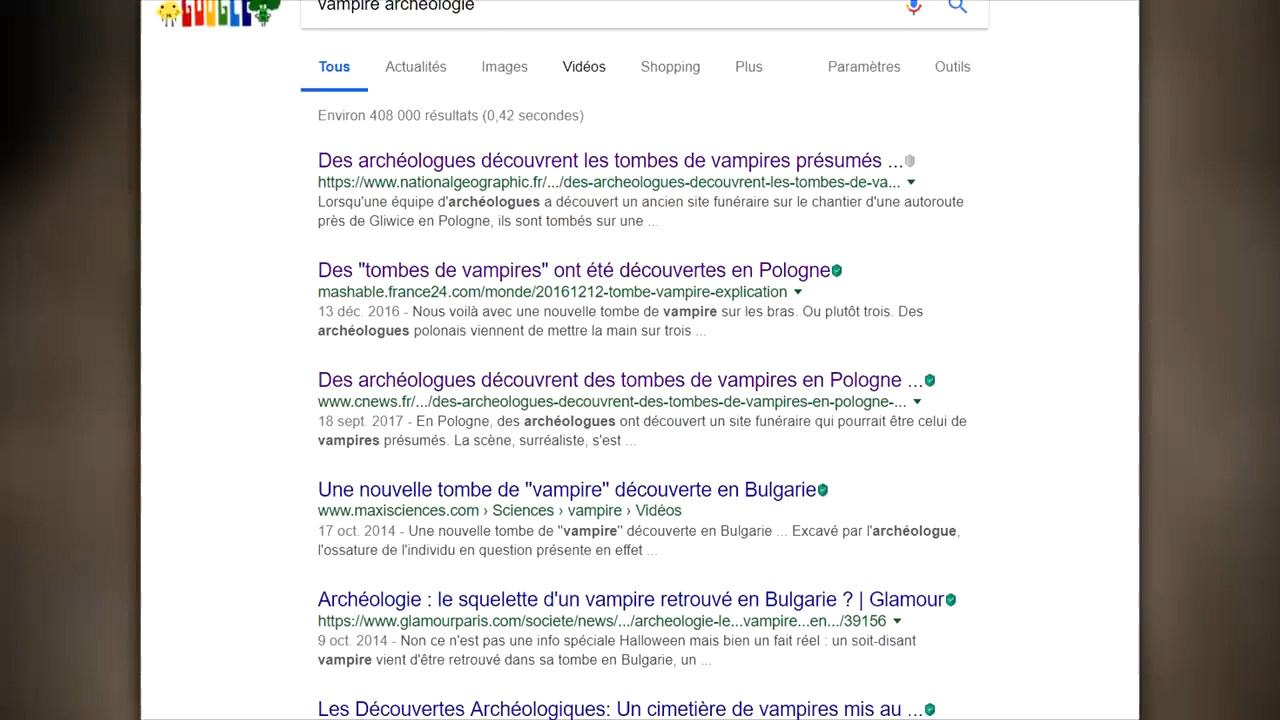 GOOGLE
vampire archéologie
Tous Actualités Images Vidéos Shopping Plus Paramètres Outils
Environ 408 000 résultats (0,42 secondes)
Des archéologues découvrent les tombes de vampires présumés ...
https://www.nationalgeographic.fr/.../des-archeologues-decouvrent-les-tombes-de-va...
Lorsqu'une équipe d'archéologues a découvert un ancien site funéraire sur le chantier d'une autoroute
près de Gliwice en Pologne, ils sont tombés sur une ...
Des "tombes de vampires" ont été découvertes en Pologne
mashable.france24.com/monde/20161212-tombe-vampire-explication
13 déc. 2016 - Nous voilà avec une nouvelle tombe de vampire sur les bras. Ou plutôt trois. Des
archéologues polonais viennent de mettre la main sur trois ...
Des archéologues découvrent des tombes de vampires en Pologne ...
www.cnews.fr/.../des-archeologues-decouvrent-des-tombes-de-vampires-en-pologne-...
18 sept. 2017 - En Pologne, des archéologues ont découvert un site funéraire qui pourrait être celui de
vampires présumés. La scène, surréaliste, s'est ...
Une nouvelle tombe de "vampire" découverte en Bulgarie
www.maxisciences.com › Sciences › vampire › Vidéos
17 oct. 2014 - Une nouvelle tombe de "vampire" découverte en Bulgarie ... Excavé par l'archéologue,
l'ossature de l'individu en question présente en effet ...
Archéologie : le squelette d'un vampire retrouvé en Bulgarie ? | Glamour
https://www.glamourparis.com/societe/news/.../archeologie-le...vampire...en.../39156
9 oct. 2014 - Non ce n'est pas une info spéciale Halloween mais bien un fait réel : un soit-disant
vampire vient d'être retrouvé dans sa tombe en Bulgarie, un ...
Les Découvertes Archéologiques: Un cimetière de vampires mis au ...